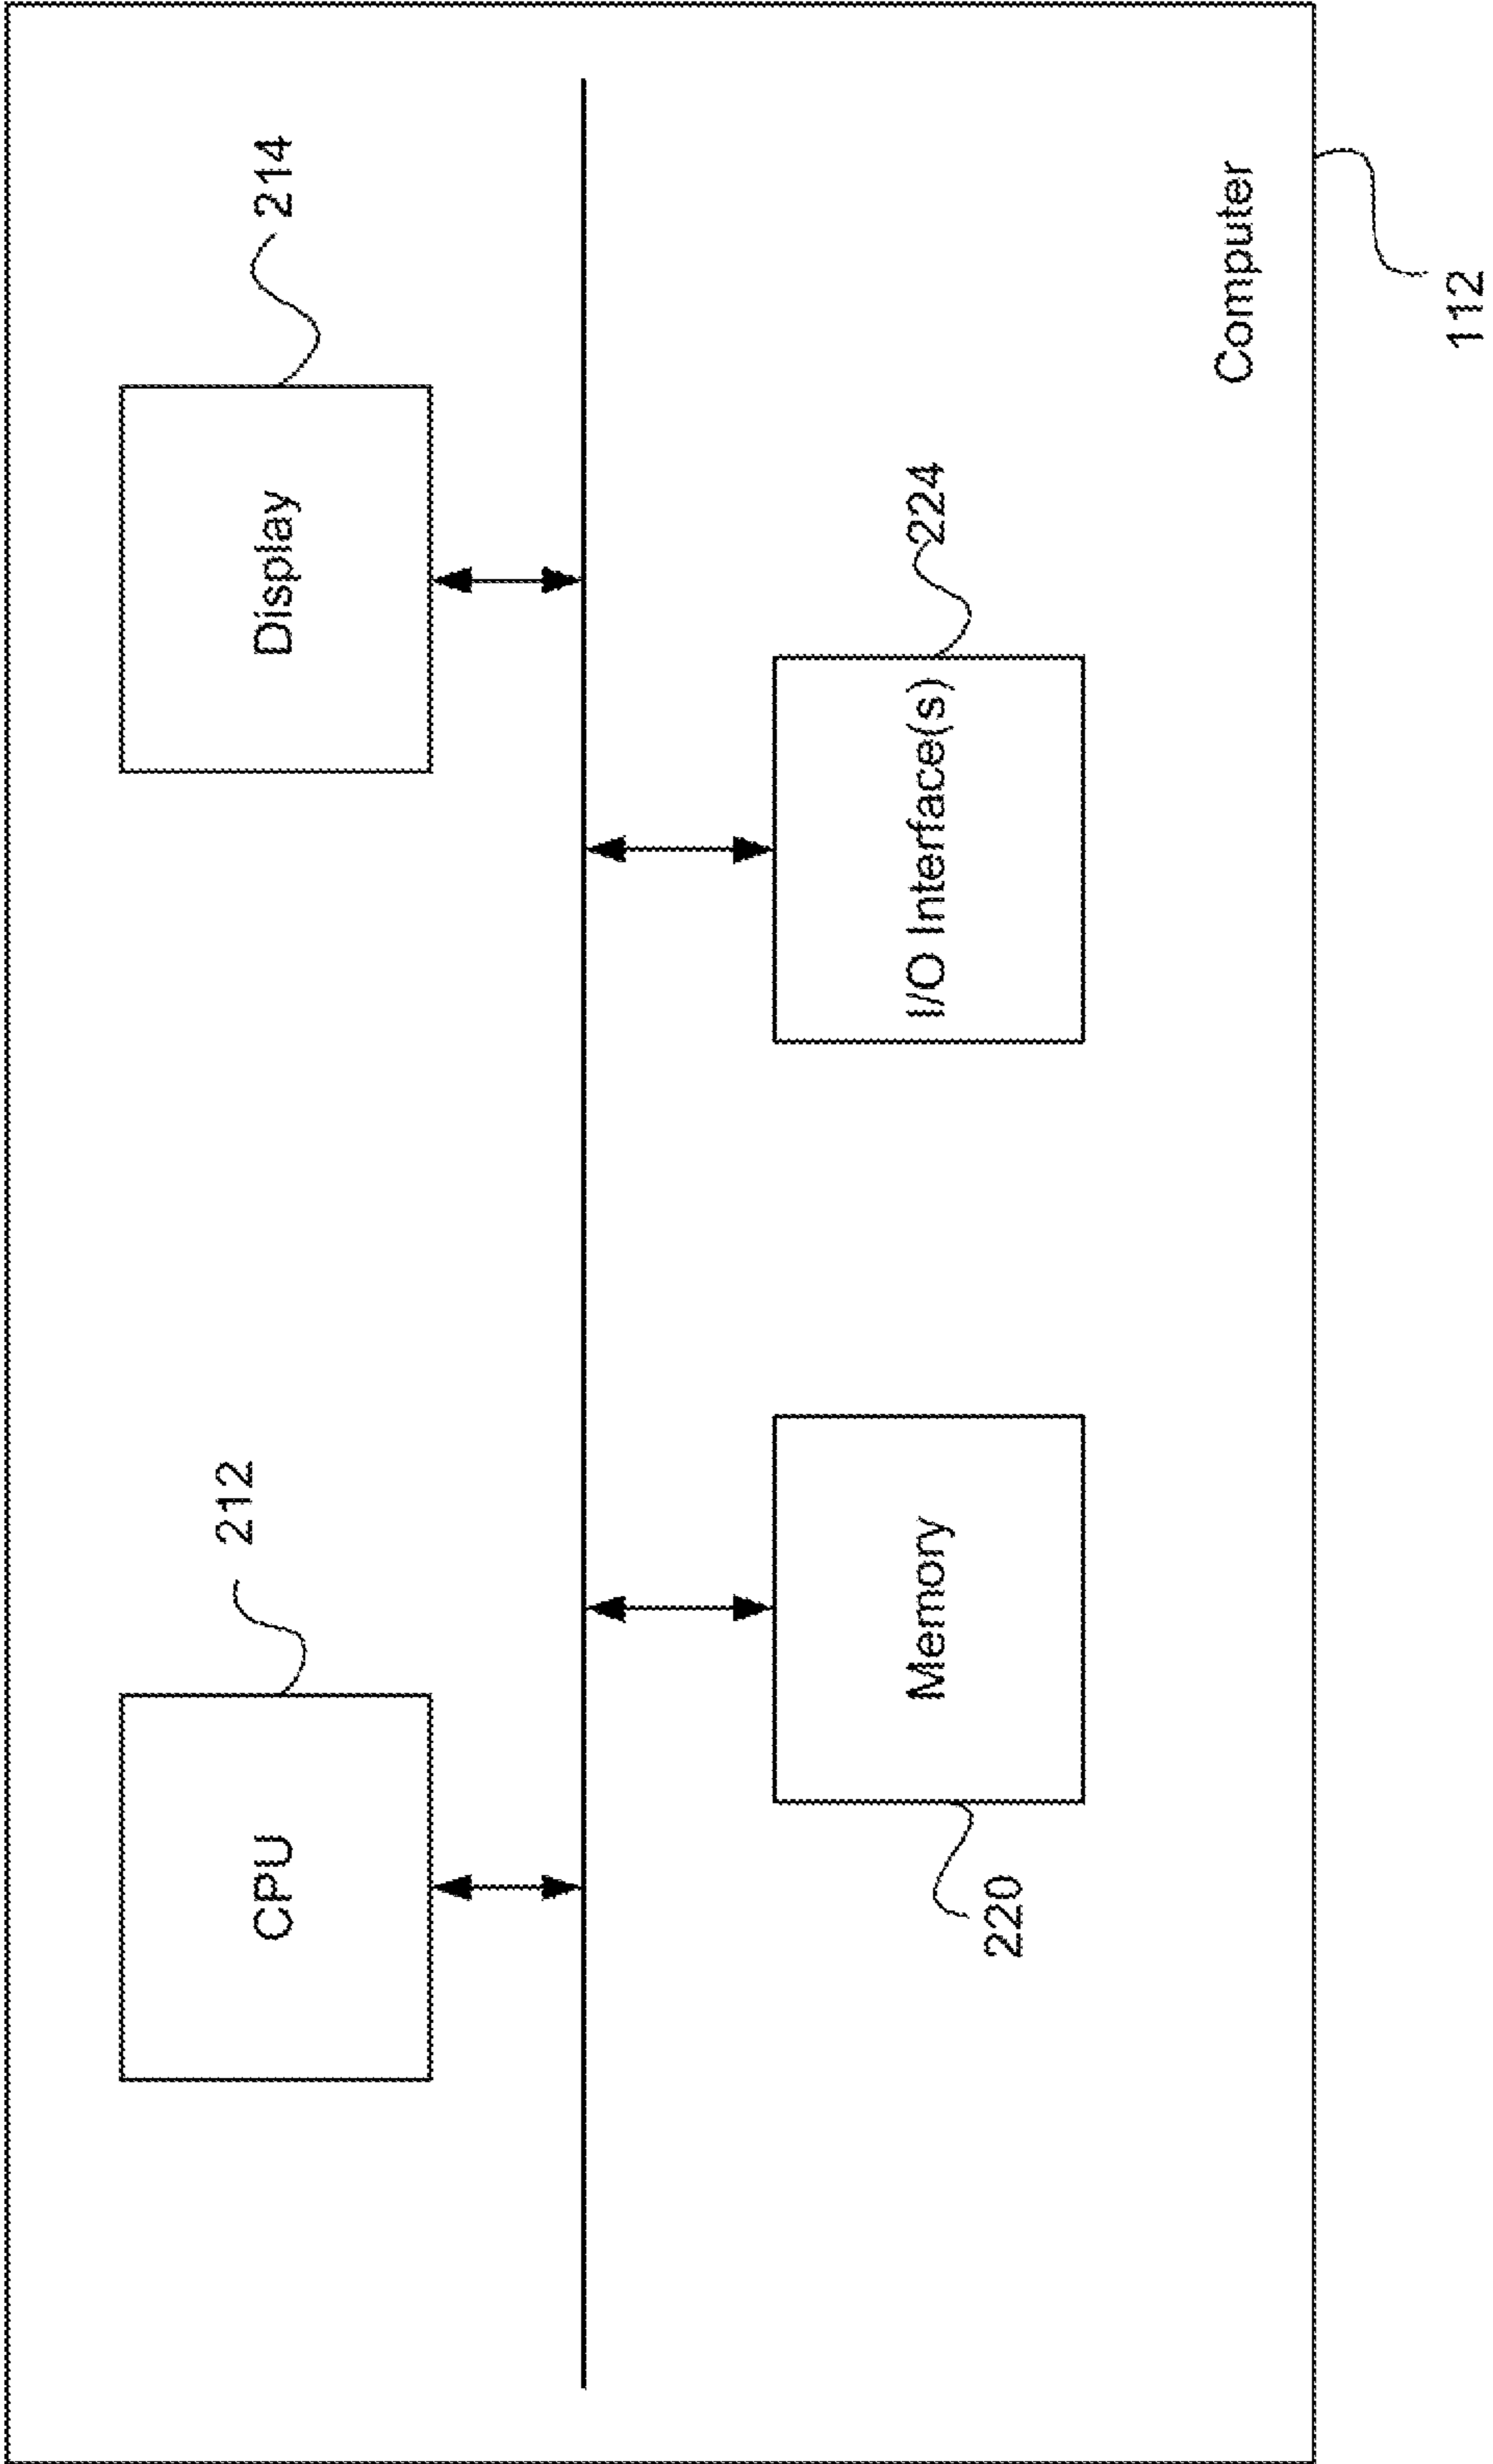 212
214
CPU
Display
Memory
I/O Interface(s)
224
220
Computer
112